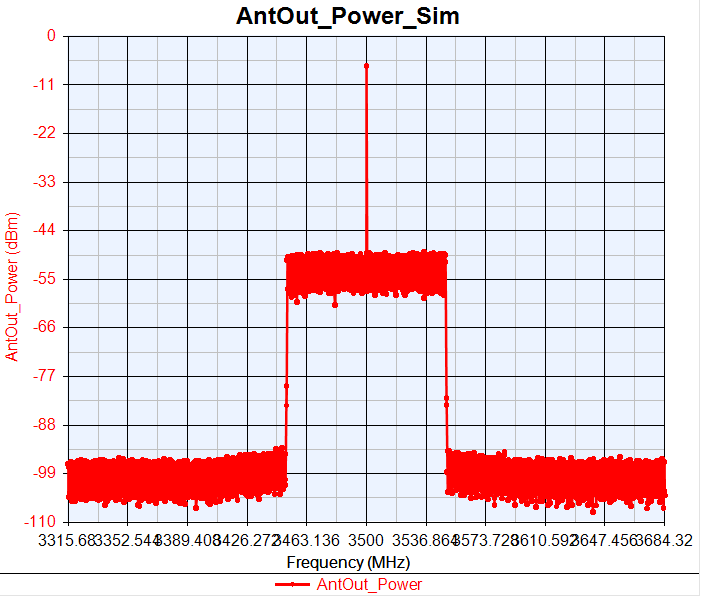 AntOut_Power_Sim
0
-11
-22
-33
-44
-55
-66
-77
-88
-99
-110
AntOut_Power (dBm)
3315.68 3352.544 3389.408 3426.272 3463.136 3500 3536.864 3573.728 3610.592 3647.456 3684.32
Frequency (MHz)
AntOut_Power